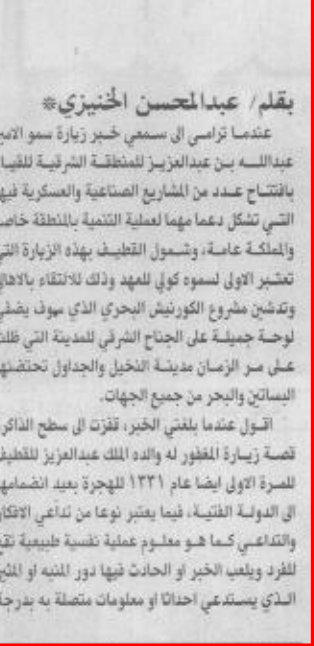 بقلم/ عبدالمحسن الخنيزي*
عندما ترامى الى سمعي خبر زيارة سمو الامير
عبداللـه بن عبدالعزيز للمنطقة الشرقية للقيا
بافتتاح عدد من المشاريع الصناعية والعسكرية فيها
التي تشكل دعما مهما لعملية التنمية بالمنطقة خاصة
والمملكة عامة، وشمول القطيف بهذه الزيارة التي
تعتبر الاولى لسموه كولي للعهد وذلك للالتقاء بالاهالي
وتدشين مشروع الكورنيش البحري الذي سوف يضفي
لوحة جميلة على الجناح الشرقي للمدينة التي ظلت
على مر الزمان مدينة النخيل والجداول تحتضنها
البساتين والبحر من جميع الجهات.
اقول عندما بلغني الخبر، قفزت الى سطح الذاكر
قصة زيارة المغفور له والده الملك عبدالعزيز للقطيف
للمرة الاولى ايضا عام ١٣٣١ للهجرة بعيد انضمامها
الى الدولة الفتية، فيما يعتبر نوعا من تداعي الافكار
والتداعي كما هو معلوم عملية نفسية طبيعية تقع
للفرد ويلعب الخبر او الحادث فيها دور المنبه او المثير
الذي يستدعي احداثا او معلومات متصلة به بدرجة